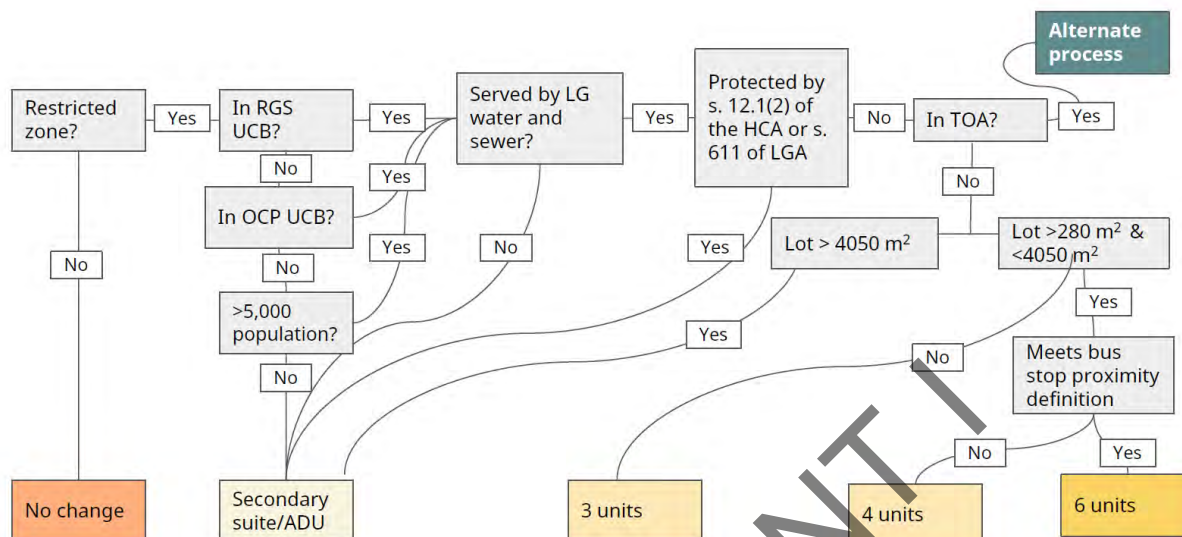 Alternate
process
Restricted
zone?
Yes
In RGS
UCB?
Yes
Served by LG
water and
sewer?
Yes
Protected by
s. 12.1(2) of
the HCA or s.
611 of LGA
No
In TOA?
Yes
No
Yes
No
In OCP UCB?
Lot > 4050 m²
Lot >280 m² &
<4050 m²
No
No
Yes
No
Yes
>5,000
population?
Yes
Yes
No
Meets bus
stop proximity
definition
No
No
Yes
No change
Secondary
suite/ADU
3 units
4 units
6 units
NT I